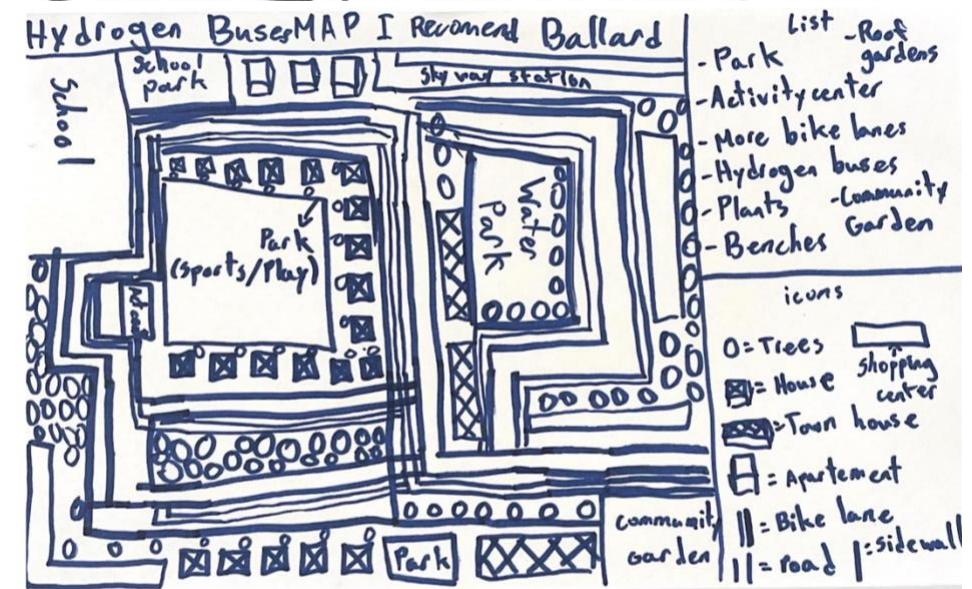 Hydrogen BusesMAP I Recomend Ballard
School
School
park
Sky way station
Park
(Sports/Play)
Water
Park
Park
community
Garden
List
- Park
- Roof
gardens
- Activity center
- More bike lanes
- Hydrogen buses
- Plants
- Community
Garden
- Benches
icons
O = Trees
= House
= Town house
= Apartement
= Bike lane
= road
= sidewall
shopping
center